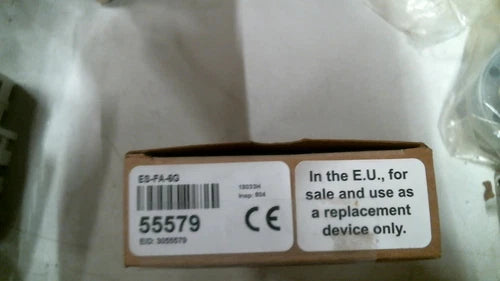 ES-FA-6G
18033H
Insp: 804
55579
CE
EID: 3055579
In the E.U., for
sale and use as
a replacement
device only.